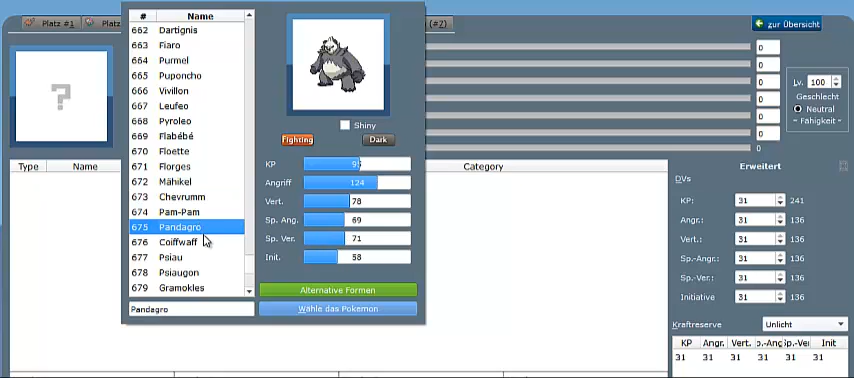 Platz #1
Platz
(#7)
zur Übersicht
# Name
662 Dartignis
663 Fiaro
664 Purmel
665 Puponcho
666 Vivillon
667 Leufeo
668 Pyroleo
669 Flabébé
670 Floette
671 Florges
672 Mähikel
673 Chevrumm
674 Pam-Pam
675 Pandagro
676 Coiffwaff
677 Psiau
678 Psiaugon
679 Gramokles
Pandagro
?
Type Name
Shiny
Fighting Dark
KP
Angriff 124
Vert. 78
Sp. Ang. 69
Sp. Ver. 71
Init. 58
Alternative Formen
Wähle das Pokemon
0
0
0
0
0
0
0
Lv. 100
Geschlecht
Neutral
- Fähigkeit -
Category
Erweitert
DVs
KP: 31 241
Angr.: 31 136
Vert.: 31 136
Sp.-Angr.: 31 136
Sp.-Ver.: 31 136
Initiative 31 136
Kraftreserve Unlicht
KP Angr. Vert. Init
31 31 31 31 31 31